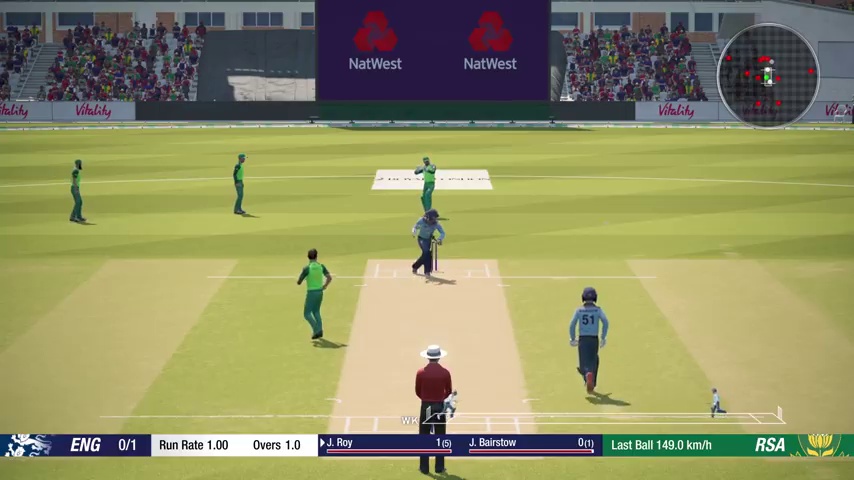 NatWest NatWest
Vitality Vitality Vitality Vitality
51
WK
ENG 0/1 Run Rate 1.00 Overs 1.0 J. Roy 1(5) J. Bairstow 0(1) Last Ball 149.0 km/h RSA